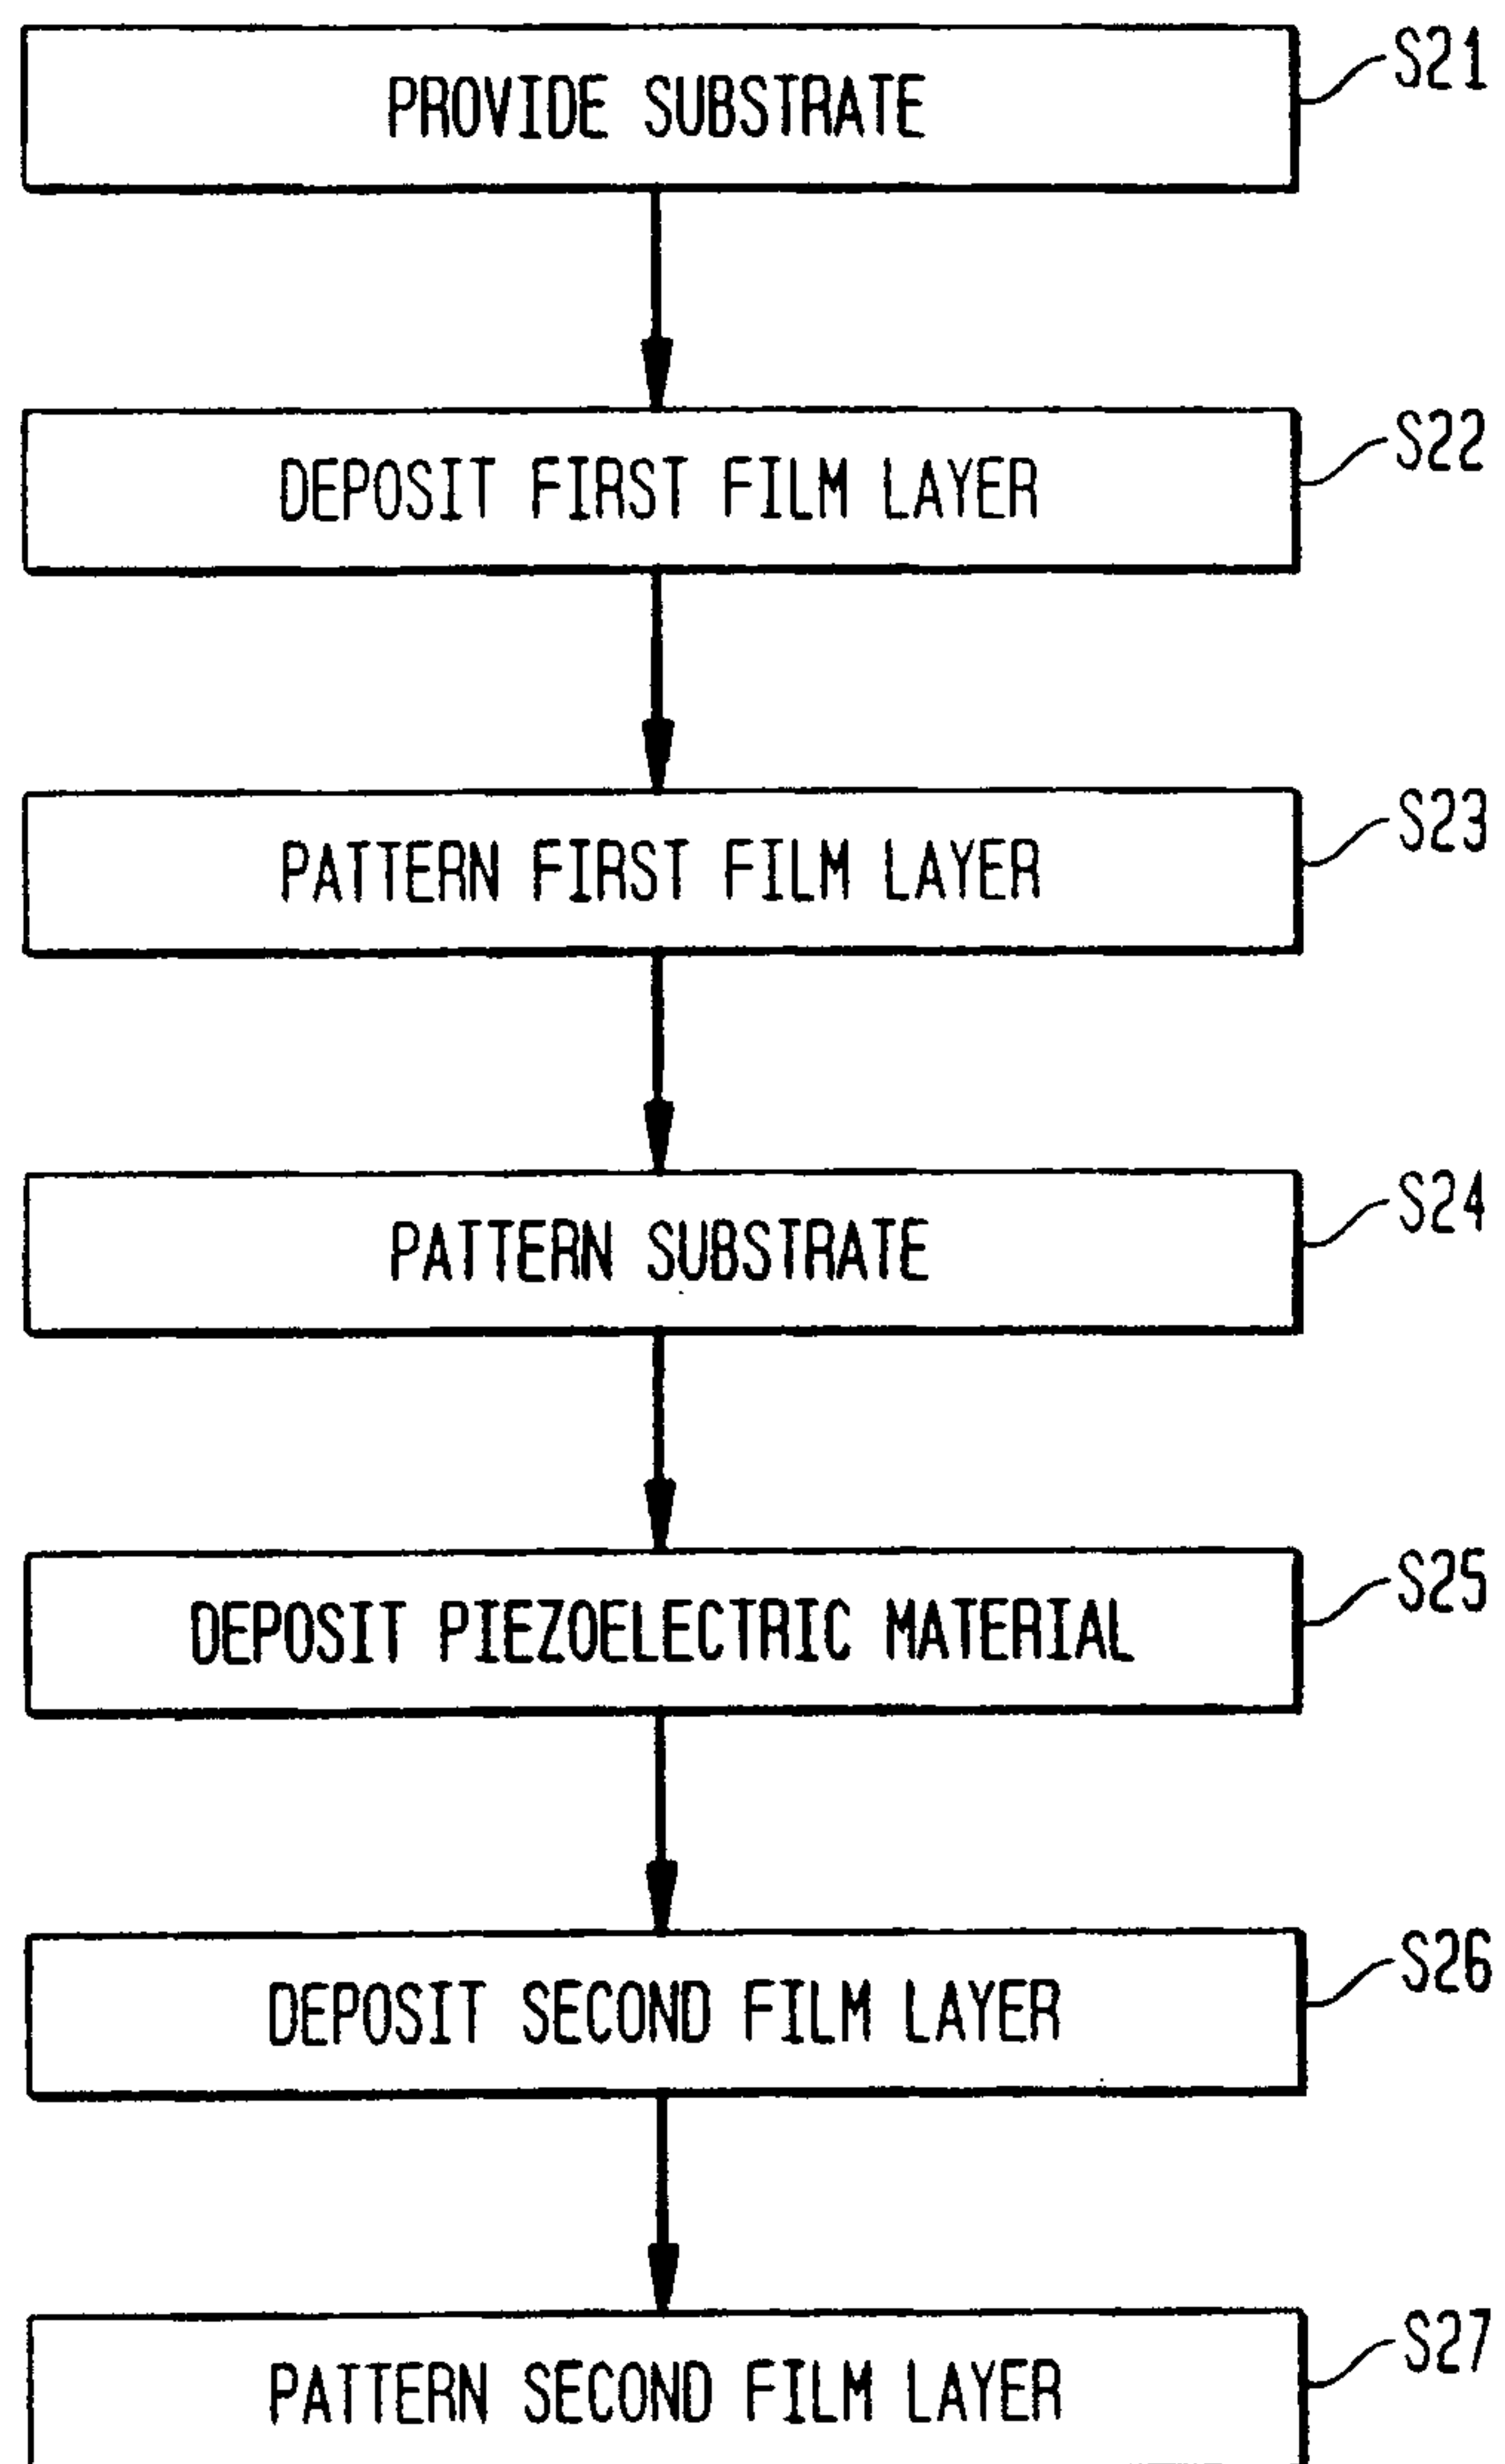 PROVIDE SUBSTRATE
S21
DEPOSIT FIRST FILM LAYER
S22
PATTERN FIRST FILM LAYER
S23
PATTERN SUBSTRATE
S24
DEPOSIT PIEZOELECTRIC MATERIAL
S25
DEPOSIT SECOND FILM LAYER
S26
PATTERN SECOND FILM LAYER
S27